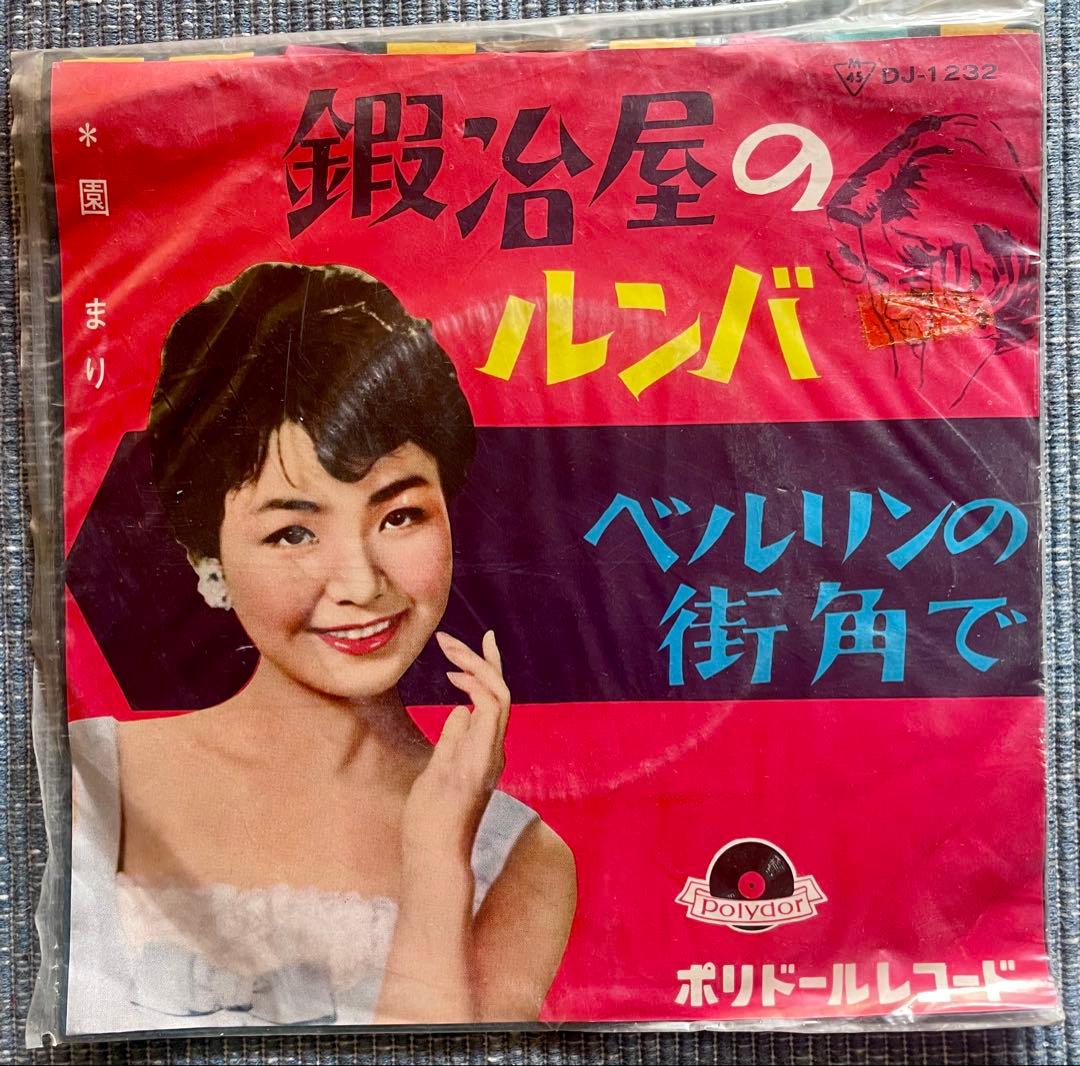 M
45
DJ-1232
鍛冶屋の
ルンバ
*園まり
ベルリンの
街角で
polydor
ポリドールレコード